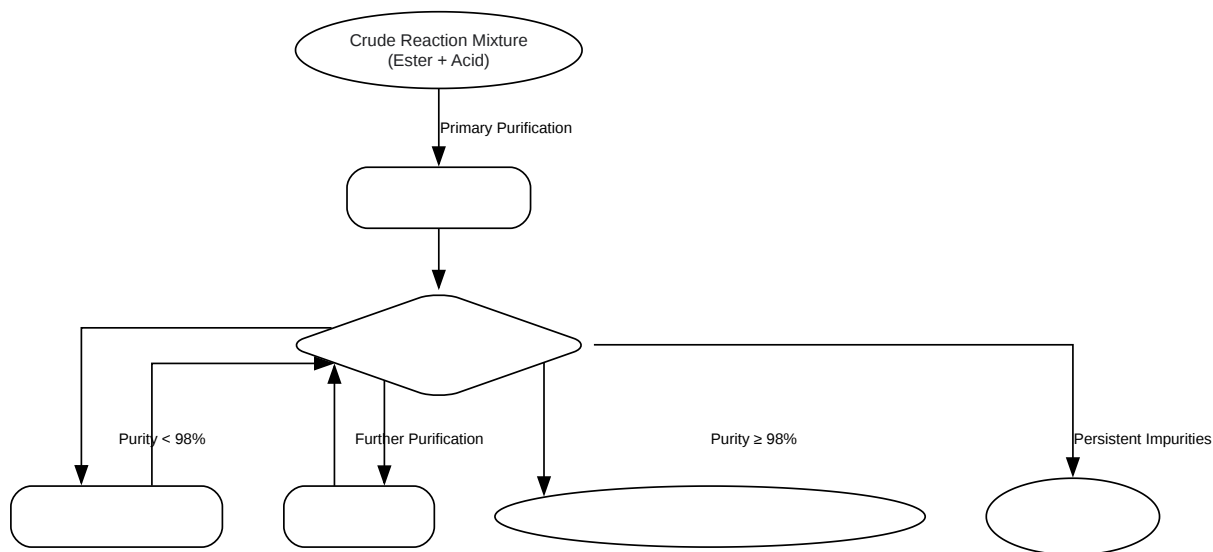 Crude Reaction Mixture
(Ester + Acid)
Primary Purification
Purity < 98%
Further Purification
Purity ≥ 98%
Persistent Impurities